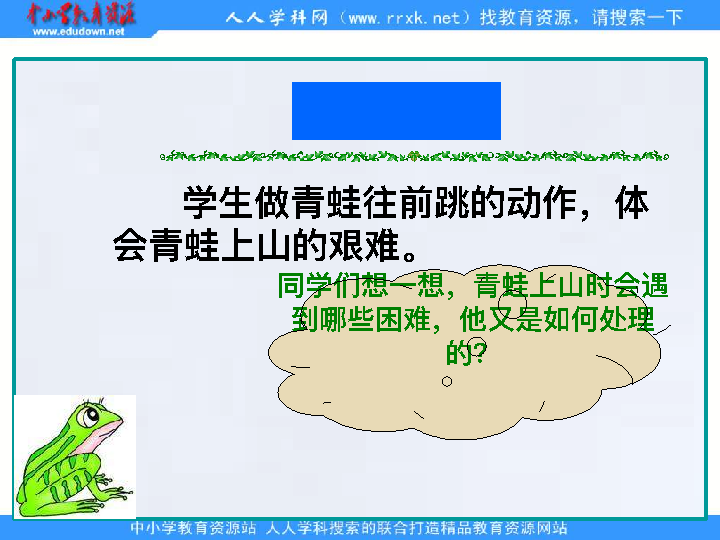 中小学教育资源
www.edudown.net
人人学科网（www.rrxk.net）找教育资源，请搜索一下
学生做青蛙往前跳的动作，体
会青蛙上山的艰难。
同学们想一想，青蛙上山时会遇
到哪些困难，他又是如何处理
的？
中小学教育资源站 人人学科搜索的联合打造精品教育资源网站